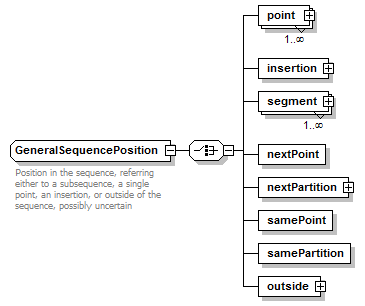 point
1..∞
insertion
segment
1..∞
GeneralSequencePosition
Position in the sequence, referring
either to a subsequence, a single
point, an insertion, or outside of the
sequence, possibly uncertain
nextPoint
nextPartition
samePoint
samePartition
outside